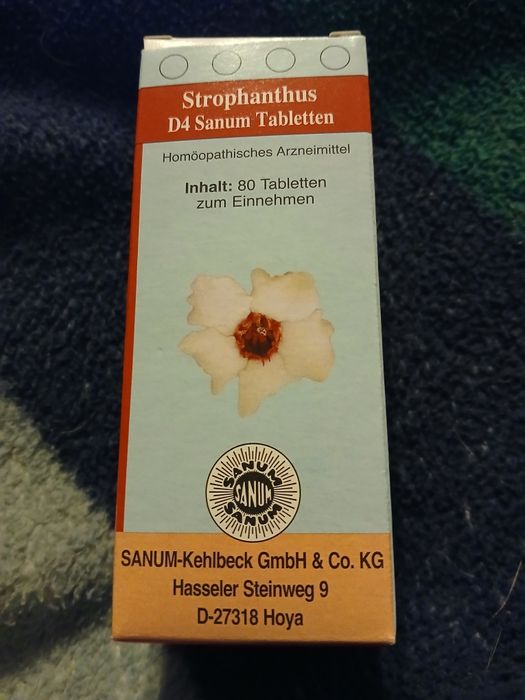 Strophanthus
D4 Sanum Tabletten
Homöopathisches Arzneimittel
Inhalt: 80 Tabletten
zum Einnehmen
SANUM
SANUM
SANUM
SANUM-Kehlbeck GmbH & Co. KG
Hasseler Steinweg 9
D-27318 Hoya